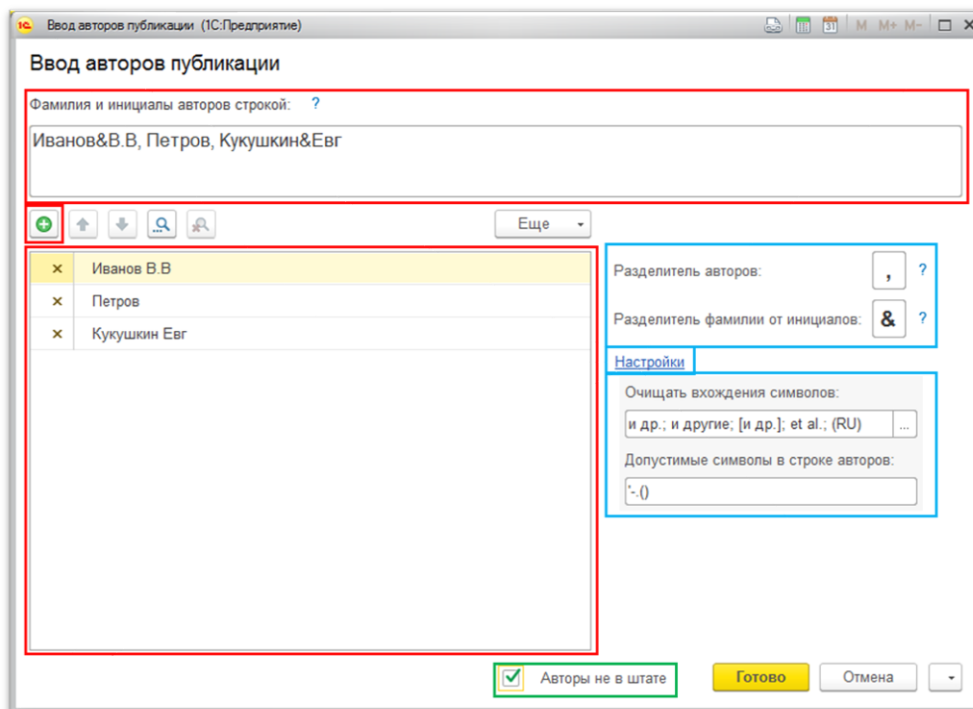 1С Ввод авторов публикации (1С:Предприятие) 31 M M+ M-
Ввод авторов публикации
Фамилия и инициалы авторов строкой: ?
Иванов&В.В, Петров, Кукушкин&Евг
Еще
Иванов В.В
Петров
Кукушкин Евг
Разделитель авторов: , ?
Разделитель фамилии от инициалов: & ?
Настройки
Очищать вхождения символов:
и др.; и другие; [и др.]; et al.; (RU) ...
Допустимые символы в строке авторов:
'-.()
Авторы не в штате Готово Отмена